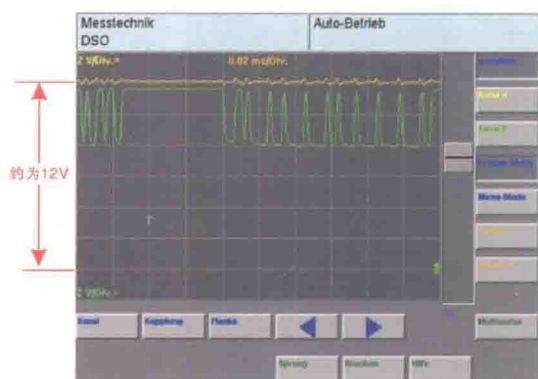 Messtechnik
DSO
Auto-Betrieb
2 V/Div.=
0.02 ms/Div.
Kanal A
Kanal B
约为12V
T
Mess-Modus
2 V/Div.=
Kanal
Kopplung
Flanke
Multimeter
Sprung
Drucken
Hilfe